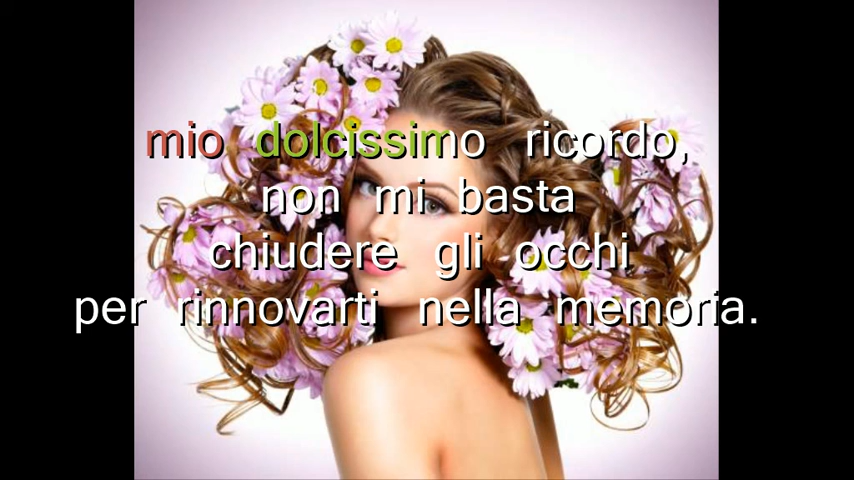 mio dolcissimo ricordo,
non mi basta
chiudere gli occhi
per rinnovarti nella memoria.